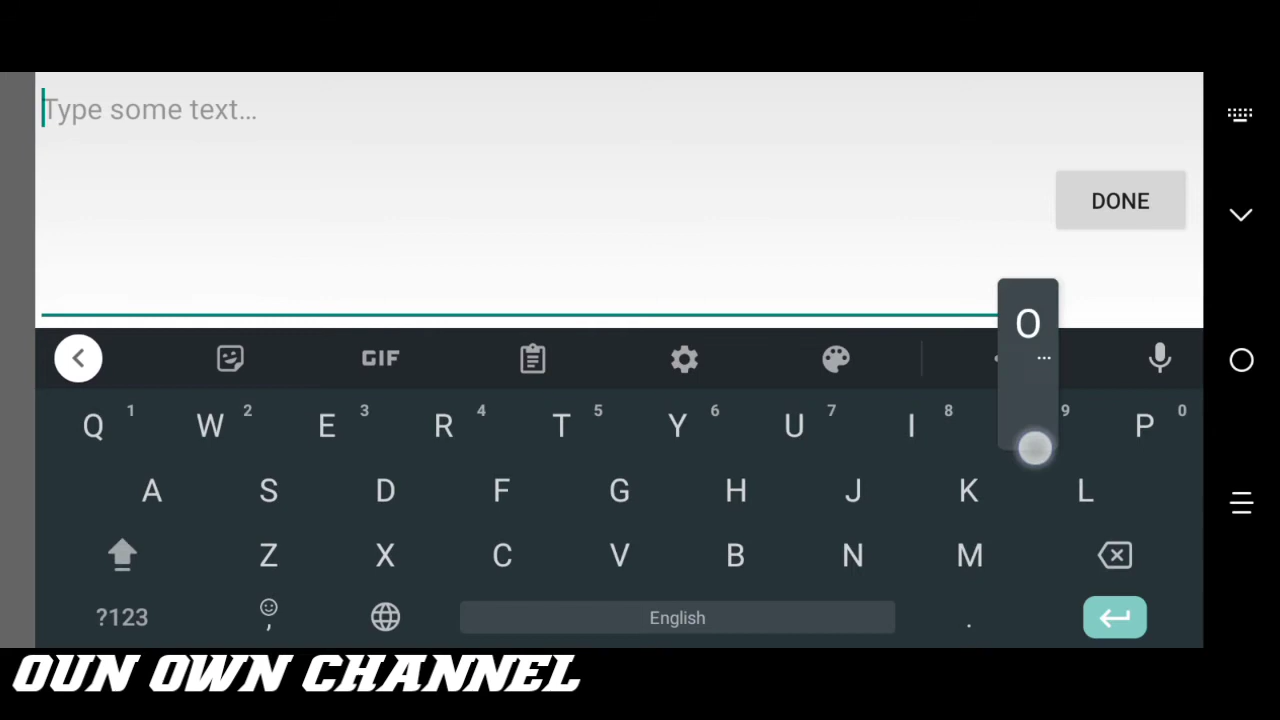 Type some text...
DONE
O
...
GIF
Q 1 W 2 E 3 R 4 T 5 Y 6 U 7 I 8 9 P 0
A S D F G H J K L
Z X C V B N M
?123 , English .
OUN OWN CHANNEL